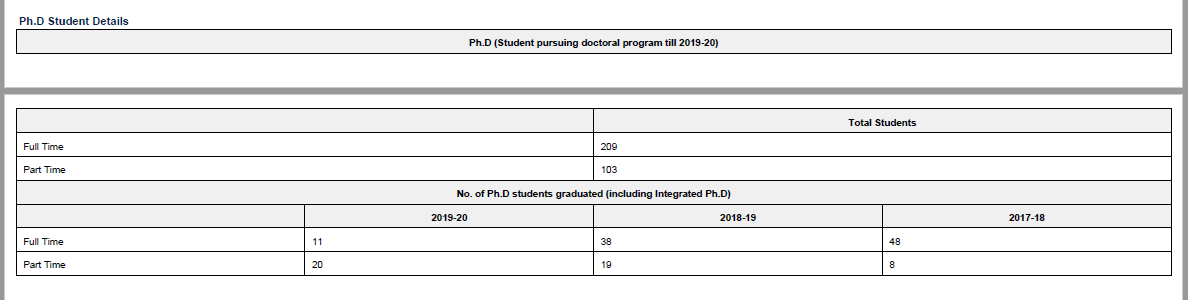 Ph.D Student Details
Ph.D (Student pursuing doctoral program till 2019-20)
Total Students
Full Time 209
Part Time 103
No. of Ph.D students graduated (including Integrated Ph.D)
2019-20 2018-19 2017-18
Full Time 11 38 48
Part Time 20 19 8